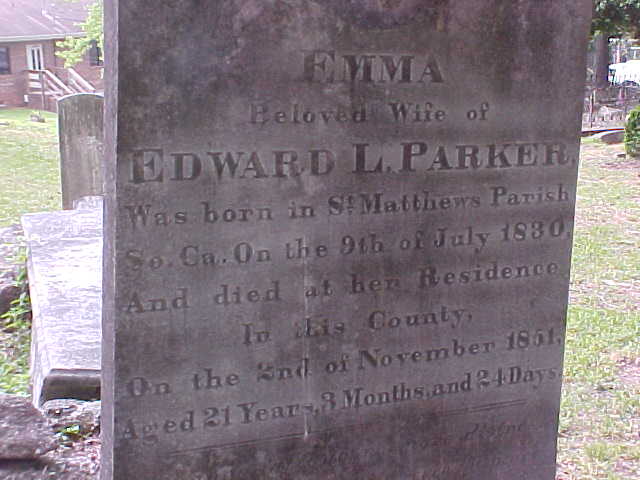 EMMA
Beloved Wife of
EDWARD L. PARKER.
Was born in St. Matthews Parish
So. Ca. On the 9th of July 1830.
And died at her Residence
In this County,
On the 2nd of November 1851,
Aged 21 Years, 3 Months, and 24 Days.